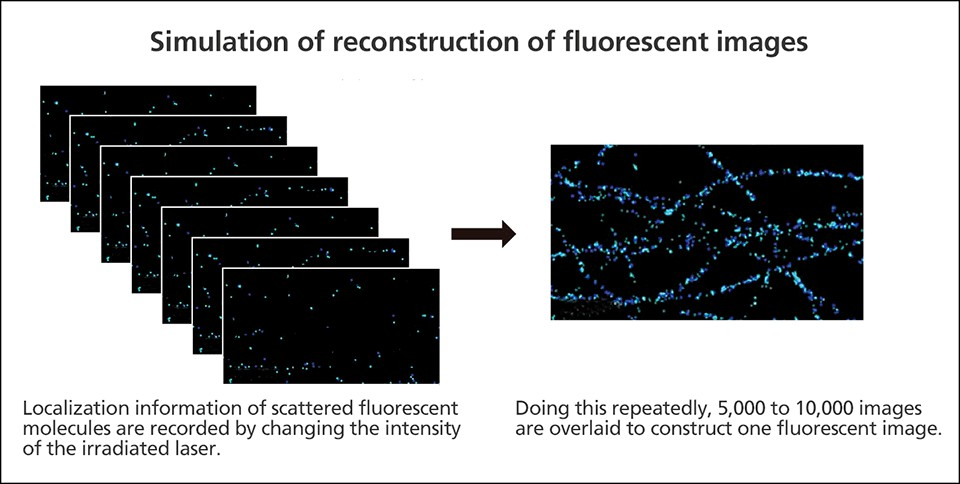 Simulation of reconstruction of fluorescent images
Localization information of scattered fluorescent
molecules are recorded by changing the intensity
of the irradiated laser.
Doing this repeatedly, 5,000 to 10,000 images
are overlaid to construct one fluorescent image.